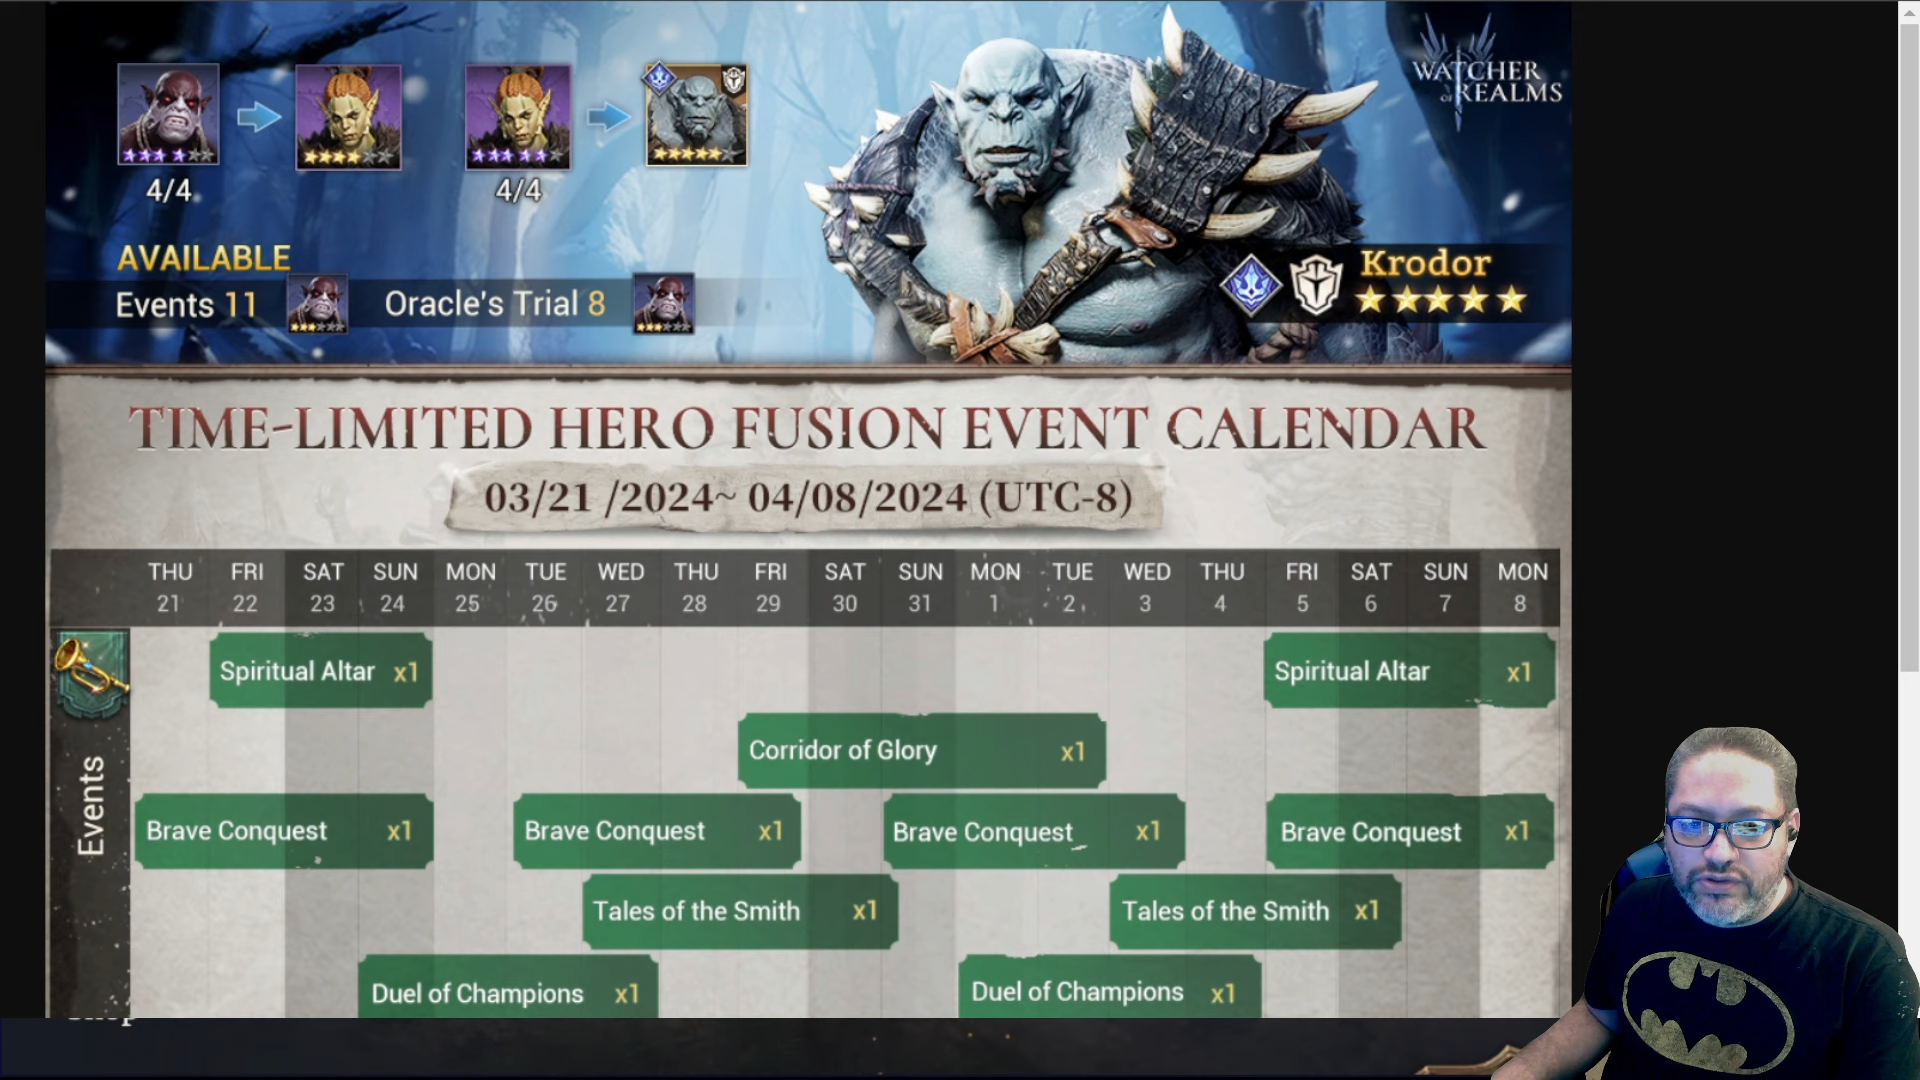 WATCHER
OF REALMS
4/4
4/4
AVAILABLE
Events 11
Oracle's Trial 8
Krodor
TIME-LIMITED HERO FUSION EVENT CALENDAR
03/21 /2024~ 04/08/2024 (UTC-8)
THU FRI SAT SUN MON TUE WED THU FRI SAT SUN MON TUE WED THU FRI SAT SUN MON
21 22 23 24 25 26 27 28 29 30 31 1 2 3 4 5 6 7 8
Events
Spiritual Altar x1
Spiritual Altar x1
Corridor of Glory x1
Brave Conquest x1
Brave Conquest x1
Brave Conquest x1
Brave Conquest x1
Tales of the Smith x1
Tales of the Smith x1
Duel of Champions x1
Duel of Champions x1